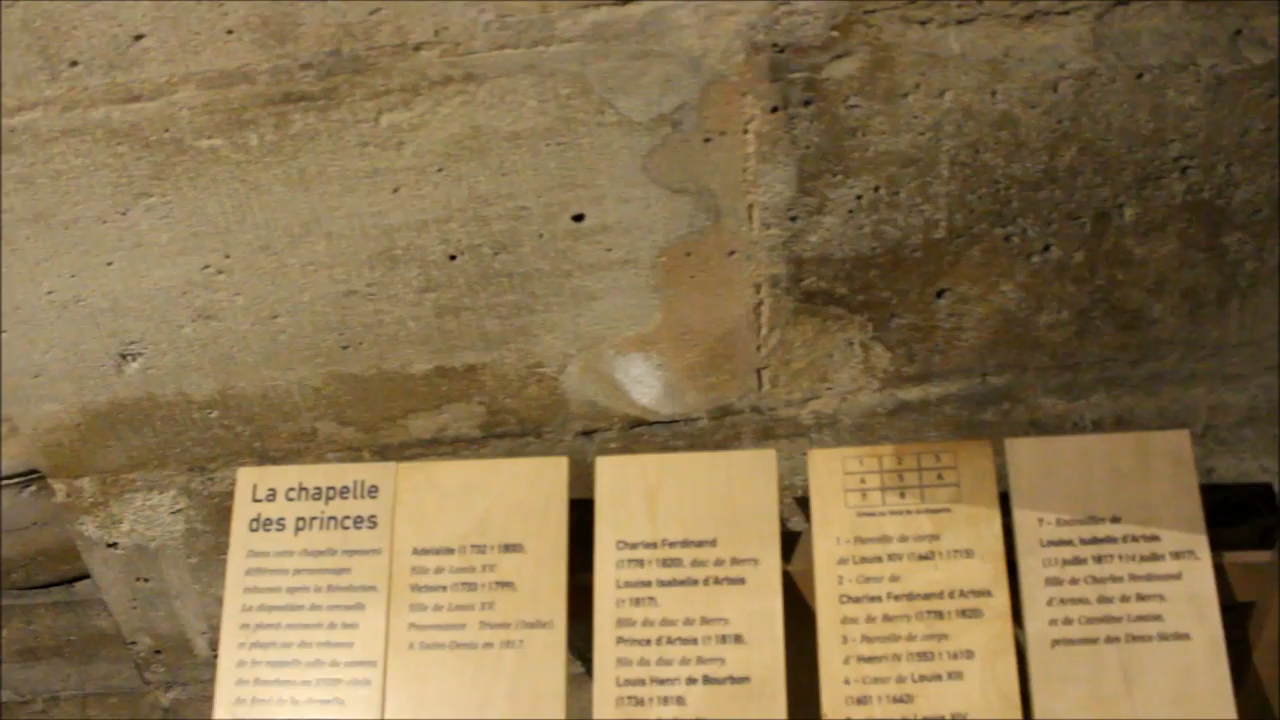 La chapelle
des princes
Dans cette chapelle reposent
différents personnages
inhumés après la Révolution.
La disposition des cercueils
en plomb entourés de bois
et placés sur des tréteaux
de fer rappelle celle du caveau
des Bourbons au XVIIIe siècle.
Au fond de la chapelle,
Adelaïde (1732 † 1800),
fille de Louis XV.
Victoire (1733 † 1799),
fille de Louis XV.
Provenance : Trieste (Italie).
A Saint-Denis en 1817.
Charles Ferdinand
(1778 † 1820), duc de Berry.
Louise Isabelle d'Artois
(† 1817),
fille du duc de Berry.
Prince d'Artois († 1818),
fils du duc de Berry.
Louis Henri de Bourbon
(1736 † 1818),
1 2 3
4 5 6
7 8
1 - Parcelle de corps
de Louis XIV (1643 † 1715)
2 - Cœur de
Charles Ferdinand d'Artois,
duc de Berry (1778 † 1820)
3 - Parcelle de corps
d'Henri IV (1553 † 1610)
4 - Cœur de Louis XIII
(1601 † 1643)
7 - Entrailles de
Louise, Isabelle d'Artois
(13 juillet 1817 † 14 juillet 1817),
fille de Charles Ferdinand
d'Artois, duc de Berry,
et de Caroline Louise,
princesse des Deux-Siciles.